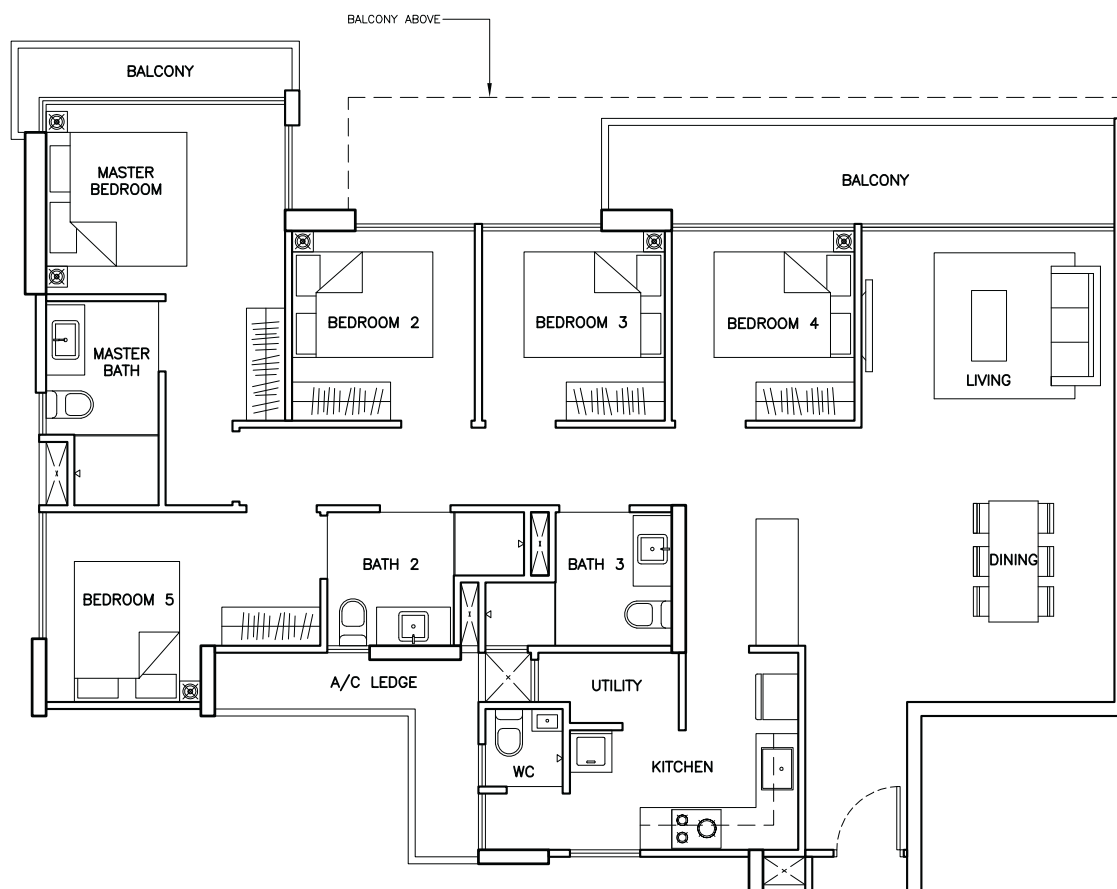 BALCONY ABOVE
BALCONY
MASTER
BEDROOM
BALCONY
BEDROOM 2
BEDROOM 3
BEDROOM 4
MASTER
BATH
LIVING
BATH 2
BATH 3
DINING
BEDROOM 5
A/C LEDGE
UTILITY
WC
KITCHEN